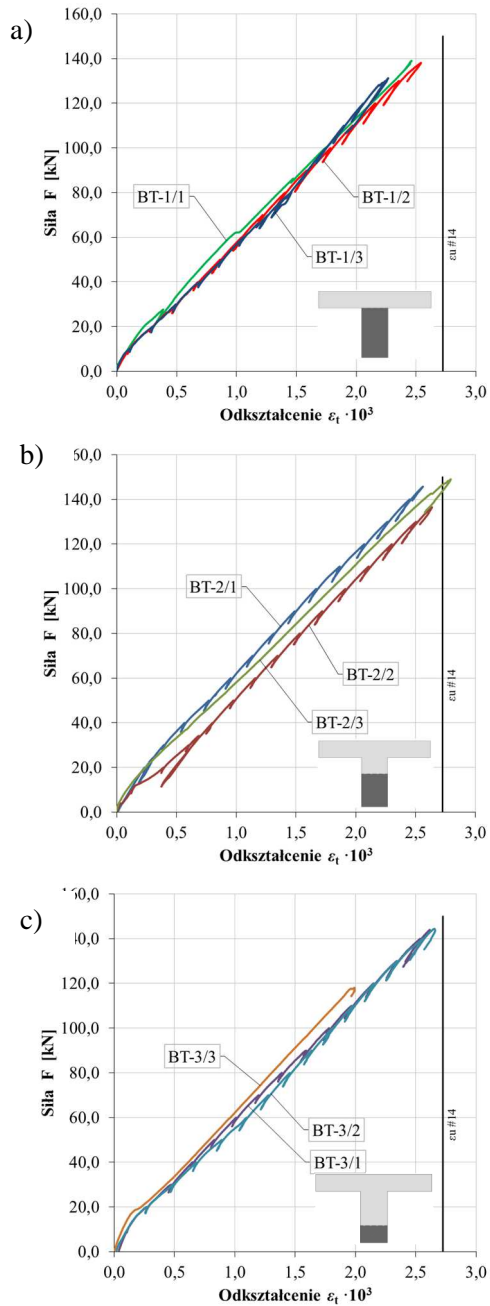 a)
160,0
140,0
120,0
100,0
80,0
60,0
40,0
20,0
0,0
Siła F [kN]
BT-1/1
BT-1/2
BT-1/3
εu #14
0,0 0,5 1,0 1,5 2,0 2,5 3,0
Odkształcenie εt ·10³
b)
60,0
140,0
120,0
100,0
80,0
60,0
40,0
20,0
0,0
Siła F [kN]
BT-2/1
BT-2/2
BT-2/3
εu #14
0,0 0,5 1,0 1,5 2,0 2,5 3,0
Odkształcenie εt ·10³
c)
60,0
40,0
120,0
100,0
80,0
60,0
40,0
20,0
0,0
Siła F [kN]
BT-3/3
BT-3/2
BT-3/1
εu #14
0,0 0,5 1,0 1,5 2,0 2,5 3,0
Odkształcenie εt ·10³